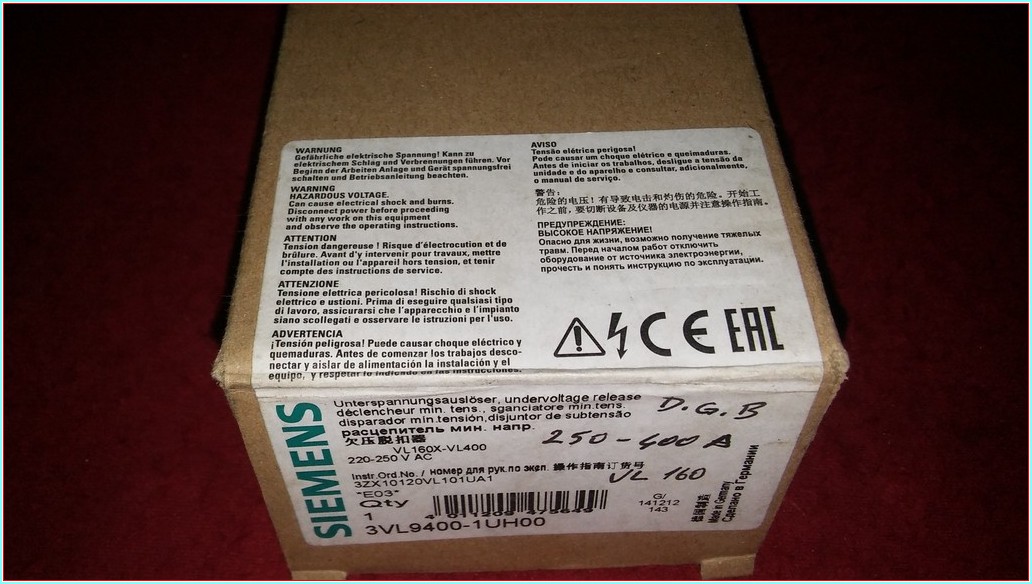 WARNUNG
Gefährliche elektrische Spannung! Kann zu
elektrischem Schlag und Verbrennungen führen. Vor
Beginn der Arbeiten Anlage und Gerät spannungsfrei
schalten und Betriebsanleitung beachten.
WARNING
HAZARDOUS VOLTAGE.
Can cause electrical shock and burns.
Disconnect power before proceeding
with any work on this equipment
and observe the operating instructions.
ATTENTION
Tension dangereuse ! Risque d'électrocution et de
brûlure. Avant d'y intervenir pour travaux, mettre
l'installation ou l'appareil hors tension, et tenir
compte des instructions de service.
ATTENZIONE
Tensione elettrica pericolosa! Rischio di shock
elettrico e ustioni. Prima di eseguire qualsiasi tipo
di lavoro, assicurarsi che l'apparecchio e l'impianto
siano scollegati e osservare le istruzioni per l'uso.
ADVERTENCIA
¡Tensión peligrosa! Puede causar choque eléctrico y
quemaduras. Antes de comenzar los trabajos desco-
nectar y aislar de alimentación la instalación y el
equipo, y respetar lo indicado en las instrucciones.
AVISO
Tensão elétrica perigosa!
Pode causar um choque elétrico e queimaduras.
Antes de iniciar os trabalhos, desligue a tensão da
unidade e do aparelho e consultar, adicionalmente,
o manual de serviço.
警告:
危险的电压!有导致电击和灼伤的危险。开始工
作之前,要切断设备及仪器的电源并注意操作指南。
ПРЕДУПРЕЖДЕНИЕ:
ВЫСОКОЕ НАПРЯЖЕНИЕ!
Опасно для жизни, возможно получение тяжелых
травм. Перед началом работ отключить
оборудование от источника электроэнергии,
прочесть и понять инструкцию по эксплуатации.
CE EAC
SIEMENS
Unterspannungsauslöser, undervoltage release
déclencheur min. tens., sganciatore min.tens.
disparador min.tensión,disjuntor de subtensão
расцепитель мин. напр.
欠压脱扣器
VL160X-VL400
220-250 V AC
Instr.Ord.No. / номер для рук.по эксп. 操作指南订货号
3ZX10120VL101UA1
"E03"
Qty
1
3VL9400-1UH00
D.G.B
250-400 A
VL 160
G/
141212
143
Made in Germany
Сделано в Германии